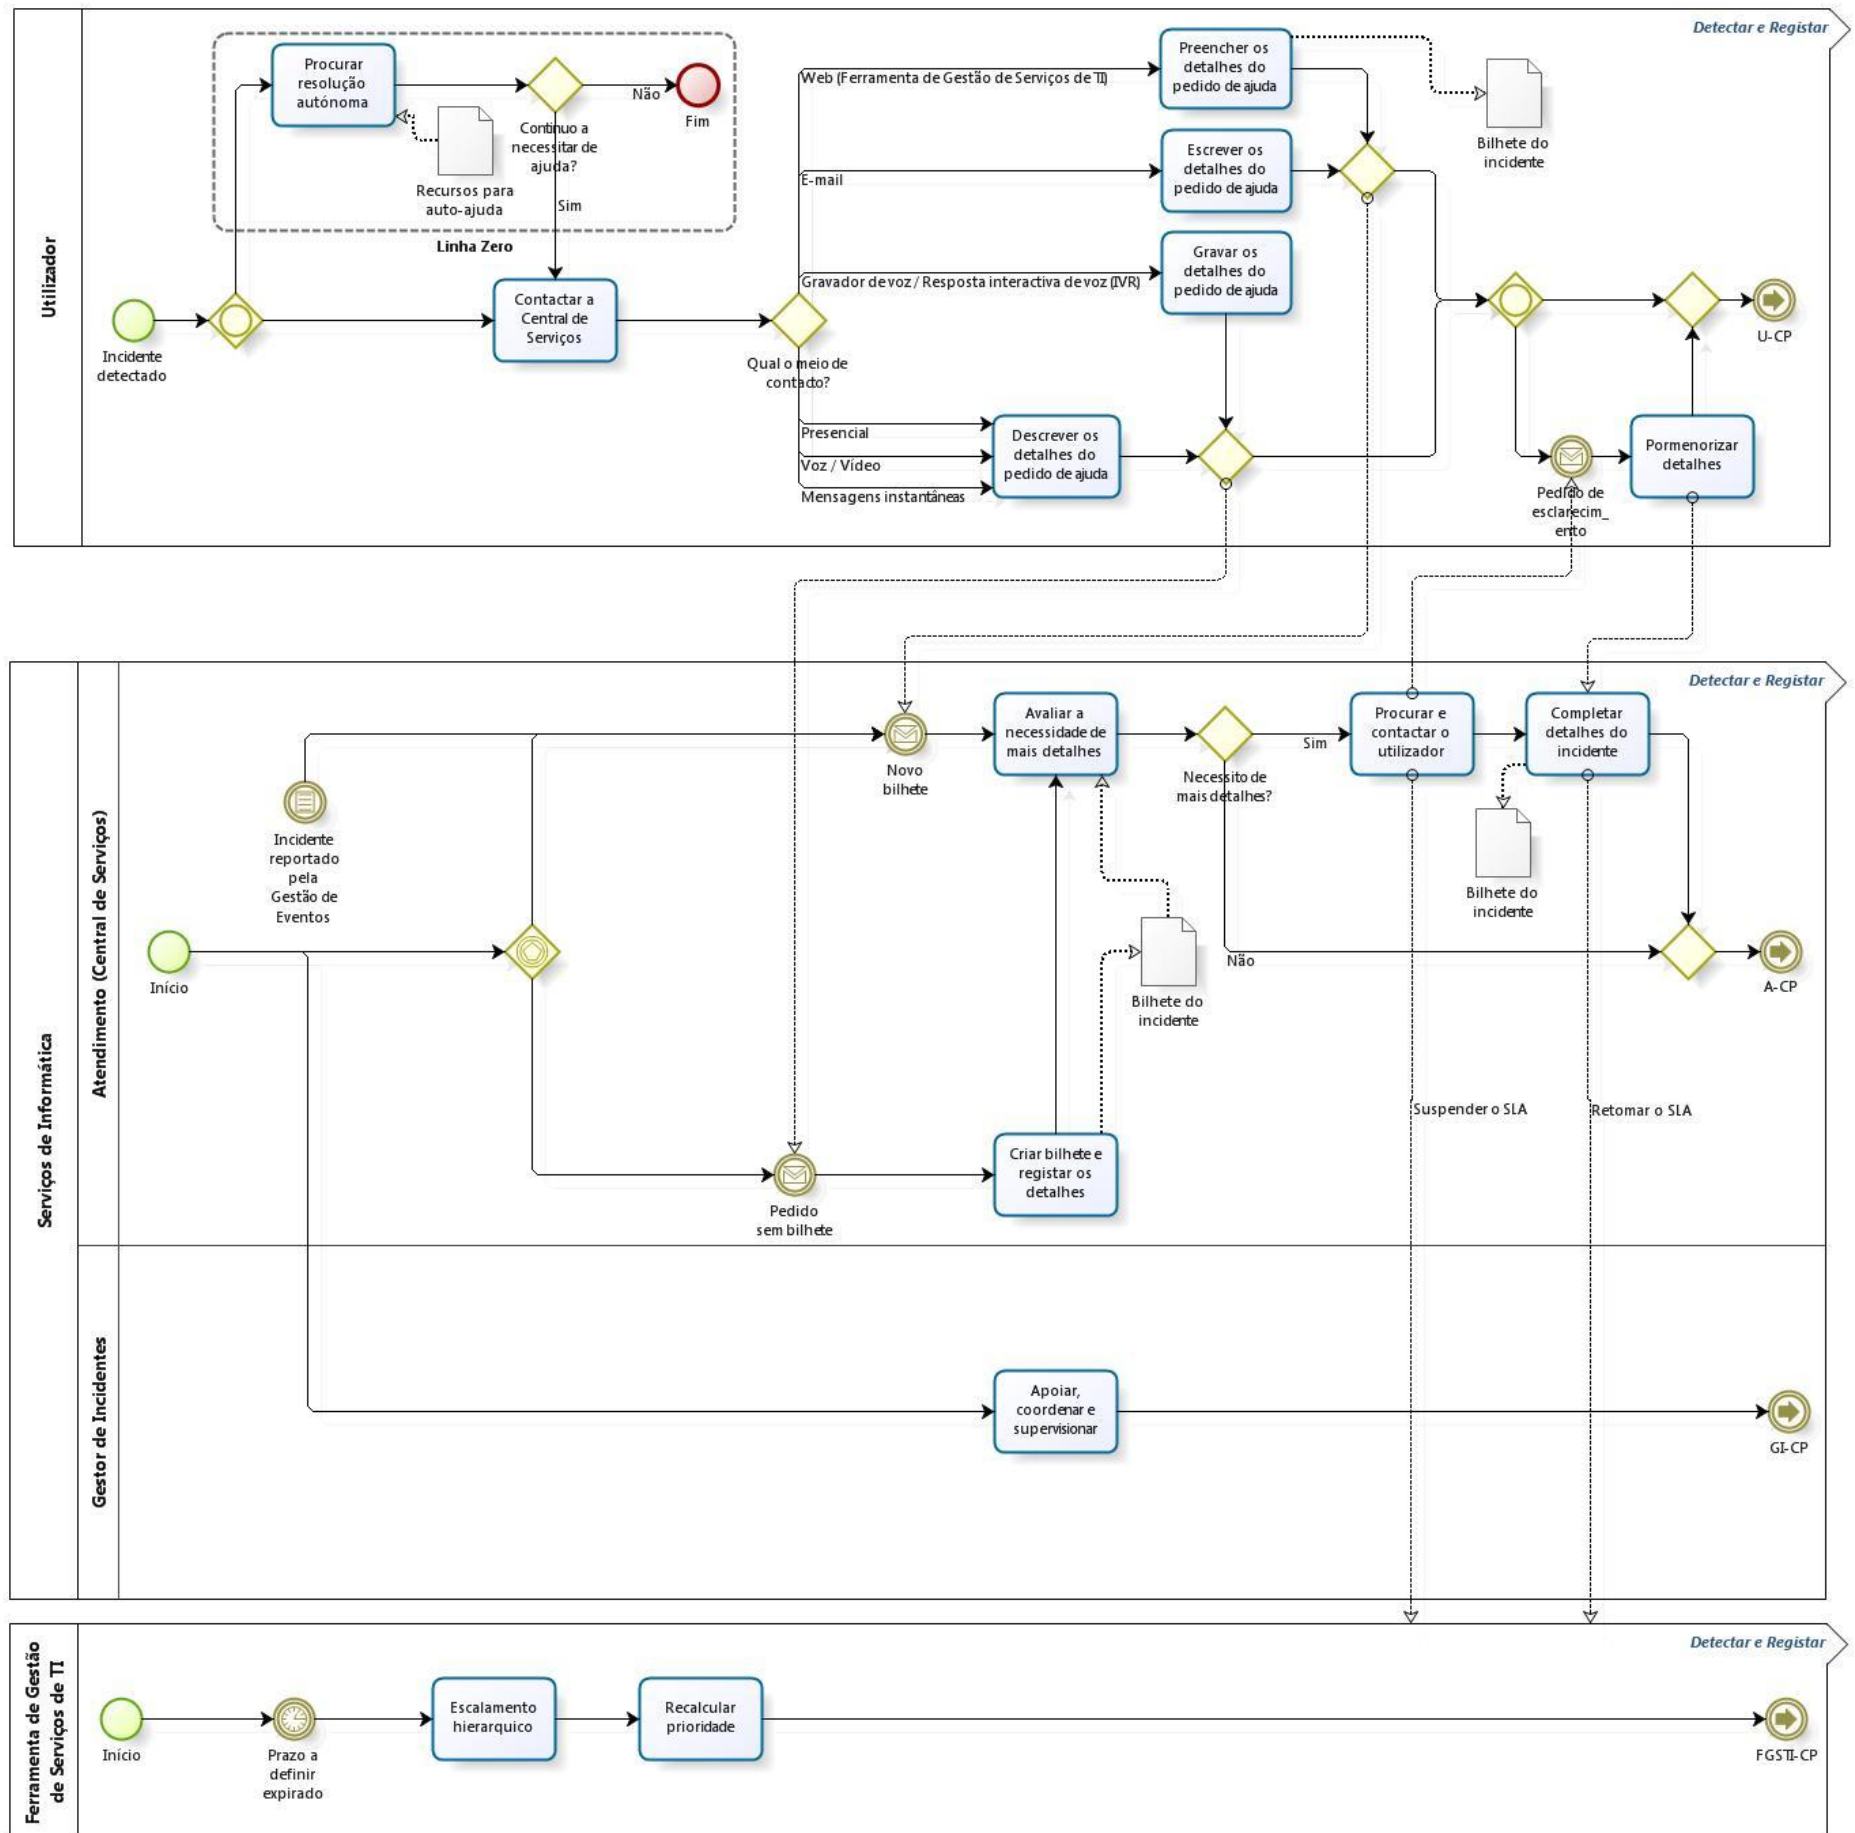 Detectar e Registar
Utilizador
Procurar
resolução
autónoma
Não
Fim
Continuo a
necessitar de
ajuda?
Recursos para
auto-ajuda
Sim
Linha Zero
Incidente
detectado
Contactar a
Central de
Serviços
Qual o meio de
contacto?
Web (Ferramenta de Gestão de Serviços de TI)
E-mail
Gravador de voz / Resposta interactiva de voz (IVR)
Presencial
Voz / Vídeo
Mensagens instantâneas
Preencher os
detalhes do
pedido de ajuda
Bilhete do
incidente
Escrever os
detalhes do
pedido de ajuda
Gravar os
detalhes do
pedido de ajuda
Descrever os
detalhes do
pedido de ajuda
Pedido de
esclarecim_
ento
Pormenorizar
detalhes
U-CP
Detectar e Registar
Serviços de Informática
Atendimento (Central de Serviços)
Incidente
reportado
pela
Gestão de
Eventos
Início
Novo
bilhete
Avaliar a
necessidade de
mais detalhes
Necessito de
mais detalhes?
Sim
Não
Procurar e
contactar o
utilizador
Completar
detalhes do
incidente
Bilhete do
incidente
Bilhete do
incidente
A-CP
Pedido
sem bilhete
Criar bilhete e
registar os
detalhes
Suspender o SLA
Retomar o SLA
Gestor de Incidentes
Apoiar,
coordenar e
supervisionar
GI-CP
Detectar e Registar
Ferramenta de Gestão
de Serviços de TI
Início
Prazo a
definir
expirado
Escalamento
hierarquico
Recalcular
prioridade
FGSTI-CP